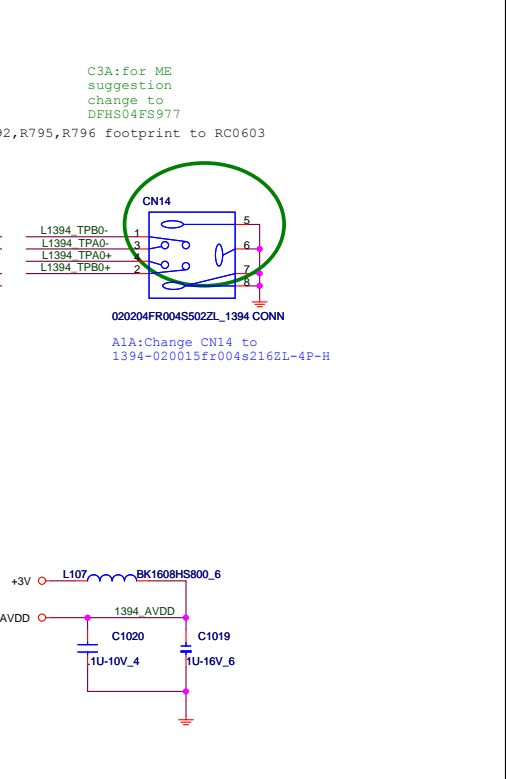 C3A:for ME
suggestion
change to
DFHS04FS977
92,R795,R796 footprint to RC0603
CN14
5
L1394_TPB0- 1
L1394_TPA0- 3 6
L1394_TPA0+ 4
L1394_TPB0+ 2 7
8
020204FR004S502ZL_1394 CONN
A1A:Change CN14 to
1394-020015fr004s216ZL-4P-H
+3V L107 BK1608HS800_6
AVDD 1394_AVDD
C1020 C1019
.1U-10V_4 1U-16V_6